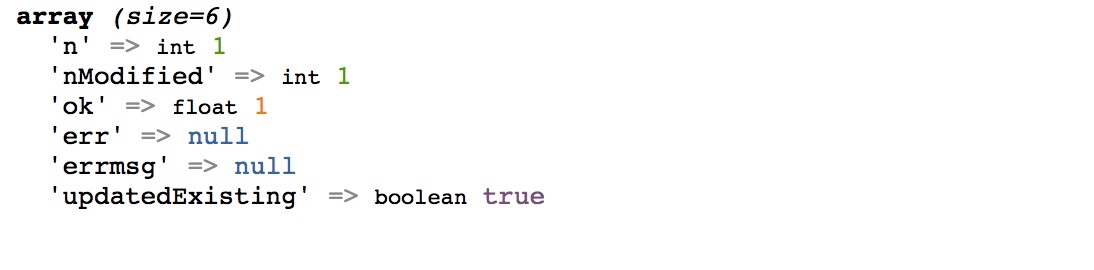 array (size=6)
'n' => int 1
'nModified' => int 1
'ok' => float 1
'err' => null
'errmsg' => null
'updatedExisting' => boolean true